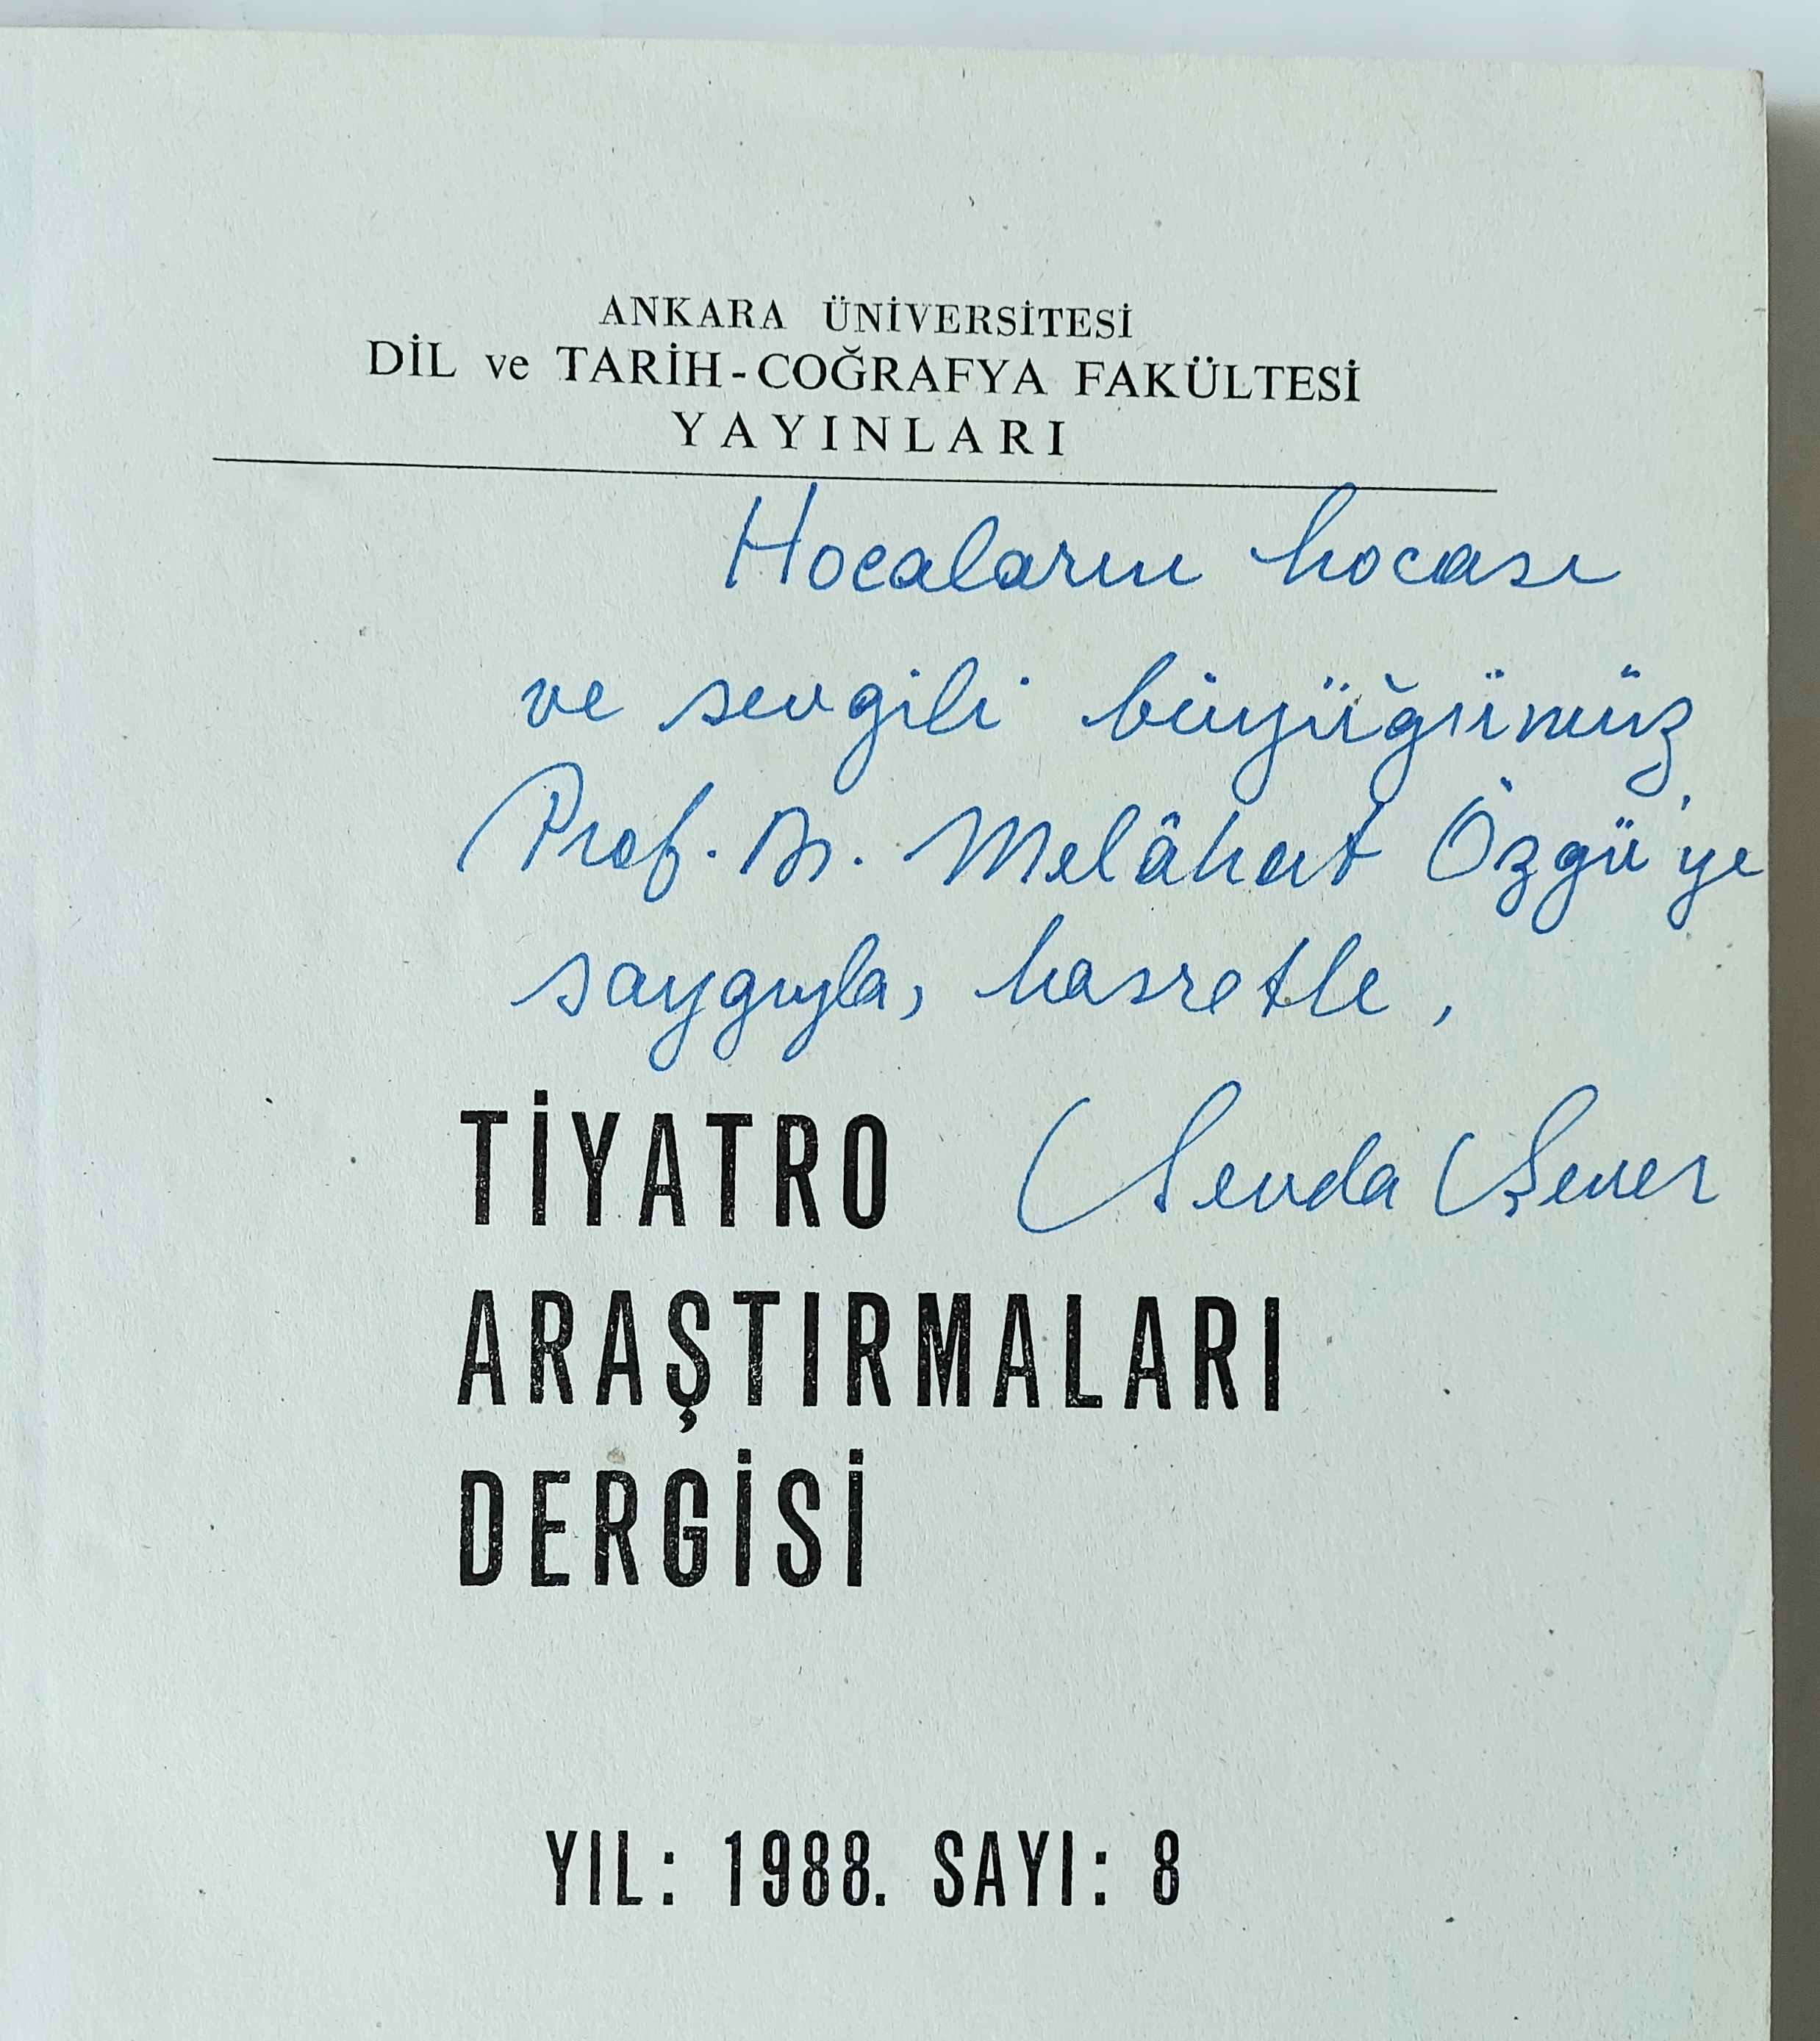 ANKARA ÜNİVERSİTESİ
DİL ve TARİH-COĞRAFYA FAKÜLTESİ
YAYINLARI
Hocaların hocası
ve sevgili büyüğümüz
Prof. Dr. Melâhat Özgü'ye
saygıyla, hasretle,
Sevda Şener
TİYATRO
ARAŞTIRMALARI
DERGİSİ
YIL: 1988. SAYI: 8